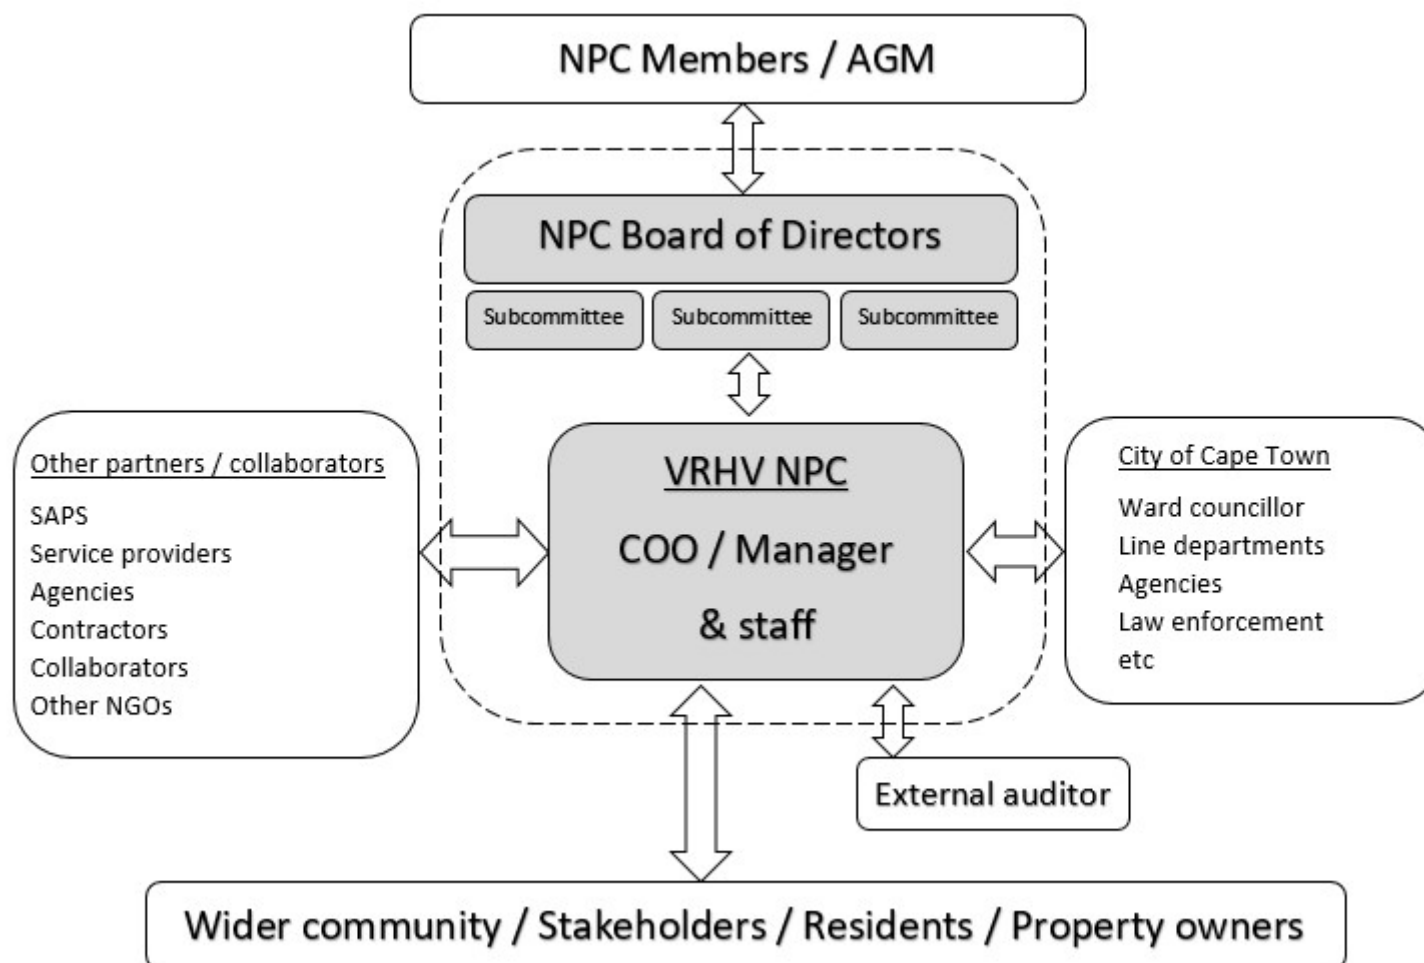 NPC Members / AGM
NPC Board of Directors
Subcommittee
Subcommittee
Subcommittee
Other partners / collaborators
SAPS
Service providers
Agencies
Contractors
Collaborators
Other NGOs
VRHV NPC
COO / Manager
& staff
City of Cape Town
Ward councillor
Line departments
Agencies
Law enforcement
etc
External auditor
Wider community / Stakeholders / Residents / Property owners